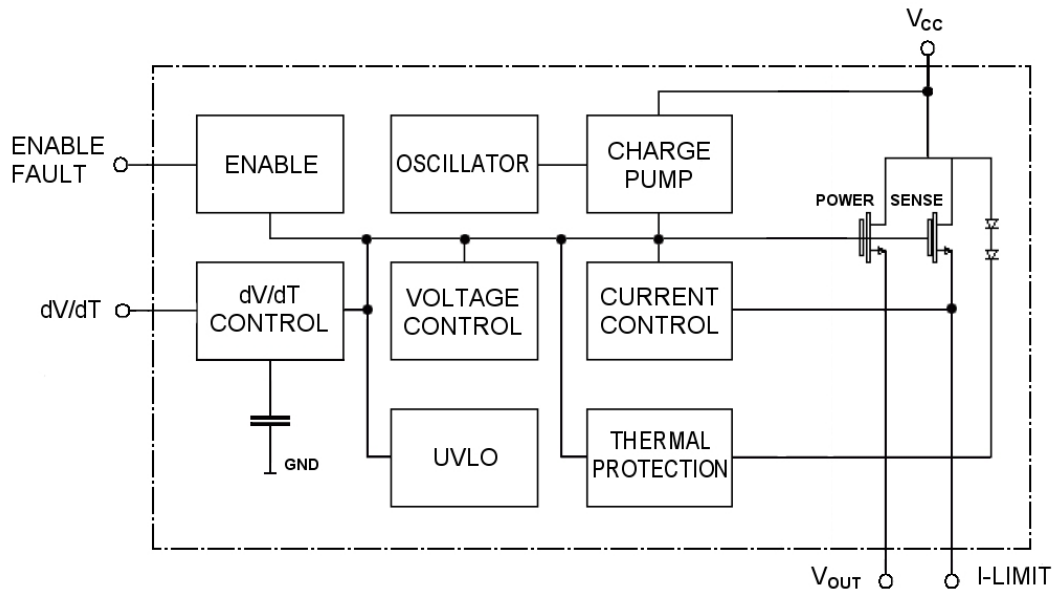 VCC
ENABLE
FAULT
ENABLE
OSCILLATOR
CHARGE
PUMP
POWER
SENSE
dV/dT
dV/dT
CONTROL
VOLTAGE
CONTROL
CURRENT
CONTROL
GND
UVLO
THERMAL
PROTECTION
VOUT
I-LIMIT